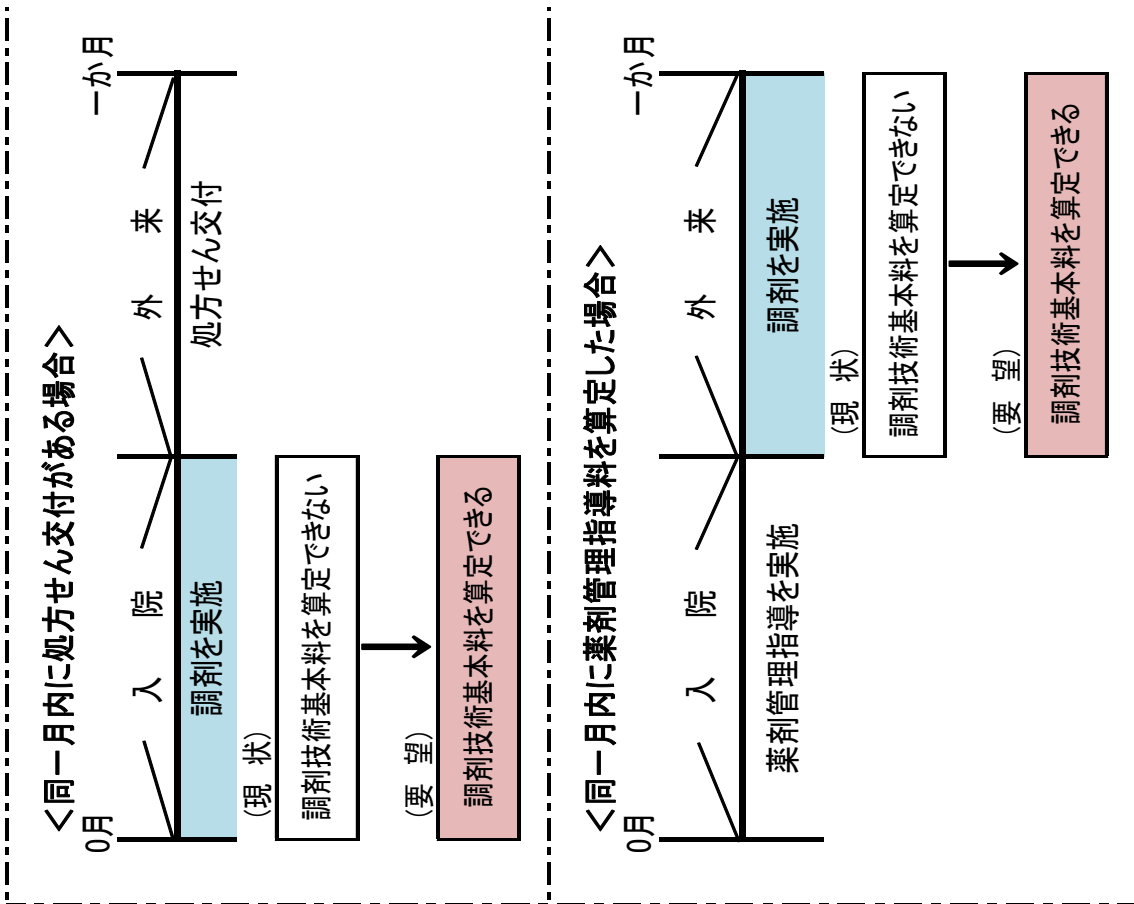 ＜同一月内に処方せん交付がある場合＞
0月
一か月
入 院
外 来
調剤を実施
処方せん交付
(現 状)
調剤技術基本料を算定できない
(要 望)
調剤技術基本料を算定できる
＜同一月内に薬剤管理指導料を算定した場合＞
0月
一か月
入 院
外 来
薬剤管理指導を実施
調剤を実施
(現 状)
調剤技術基本料を算定できない
(要 望)
調剤技術基本料を算定できる